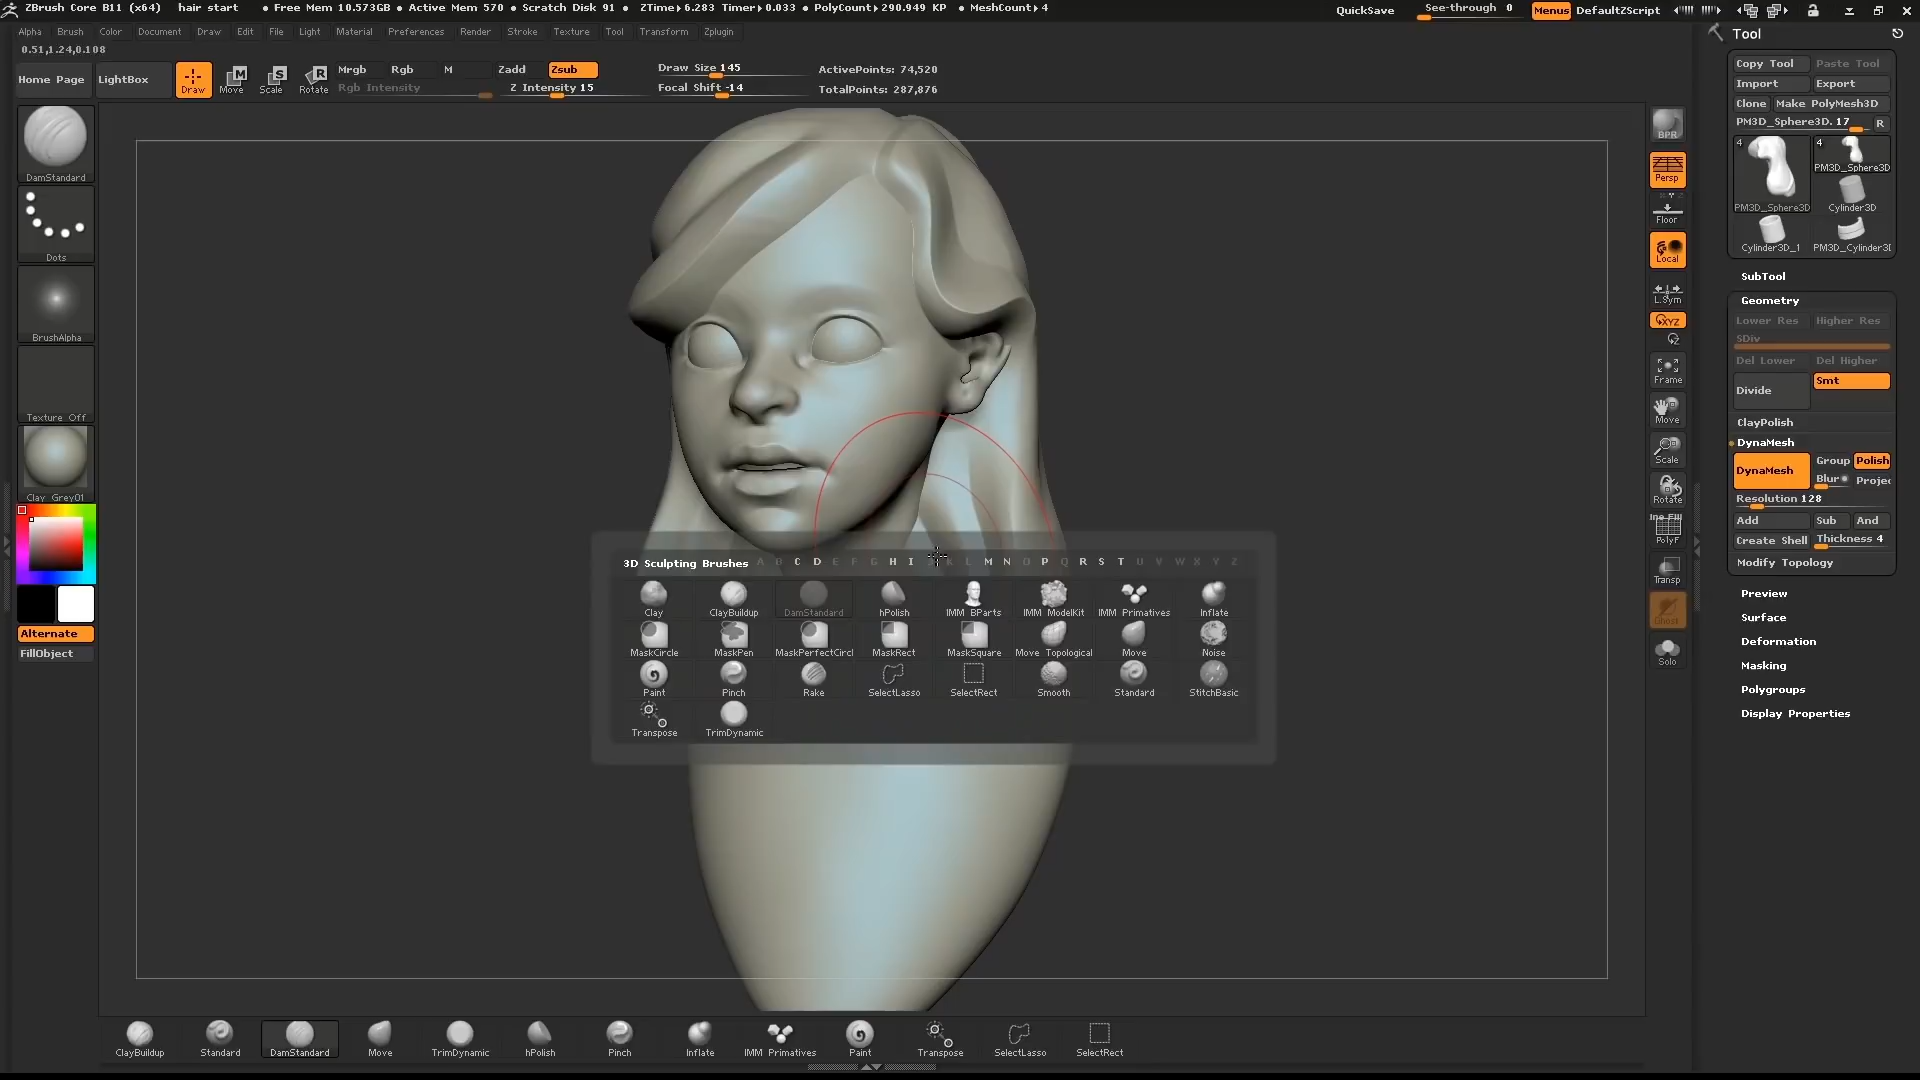 ZBrush Core B11 (x64) hair start • Free Mem 10.573GB • Active Mem 570 • Scratch Disk 91 • ZTime▸6.283 Timer▸0.033 • PolyCount▸290.949 KP • MeshCount▸4 QuickSave See-through 0 Menus DefaultZScript
Alpha Brush Color Document Draw Edit File Light Material Preferences Render Stroke Texture Tool Transform Zplugin
0.51,1.24,0.108
Home Page LightBox Draw Move Scale Rotate
M S R
Mrgb Rgb M Zadd Zsub
Rgb Intensity Z Intensity 15
Draw Size 145
Focal Shift -14
ActivePoints: 74,520
TotalPoints: 287,876
DamStandard
Dots
BrushAlpha
Texture Off
Clay_Grey01
Alternate
FillObject
3D Sculpting Brushes A B C D E F G H I K L M N O P Q R S T U V W X Y Z
Clay ClayBuildup DamStandard hPolish IMM BParts IMM ModelKit IMM Primatives Inflate
MaskCircle MaskPen MaskPerfectCircl MaskRect MaskSquare Move Topological Move Noise
Paint Pinch Rake SelectLasso SelectRect Smooth Standard StitchBasic
Transpose TrimDynamic
ClayBuildup Standard DamStandard Move TrimDynamic hPolish Pinch Inflate IMM Primatives Paint Transpose SelectLasso SelectRect
BPR
Persp
Floor
Local
L.Sym
XYZ
Frame
Move
Scale
Rotate
Line Fill
PolyF
Transp
Ghost
Solo
Tool
Copy Tool Paste Tool
Import Export
Clone Make PolyMesh3D
PM3D_Sphere3D. 17 R
4 4
PM3D_Sphere3D
PM3D_Sphere3D Cylinder3D
Cylinder3D_1 PM3D_Cylinder3D
SubTool
Geometry
Lower Res Higher Res
SDiv
Del Lower Del Higher
Divide Smt
ClayPolish
DynaMesh
DynaMesh Group Polish
Blur Projec
Resolution 128
Add Sub And
Create Shell Thickness 4
Modify Topology
Preview
Surface
Deformation
Masking
Polygroups
Display Properties